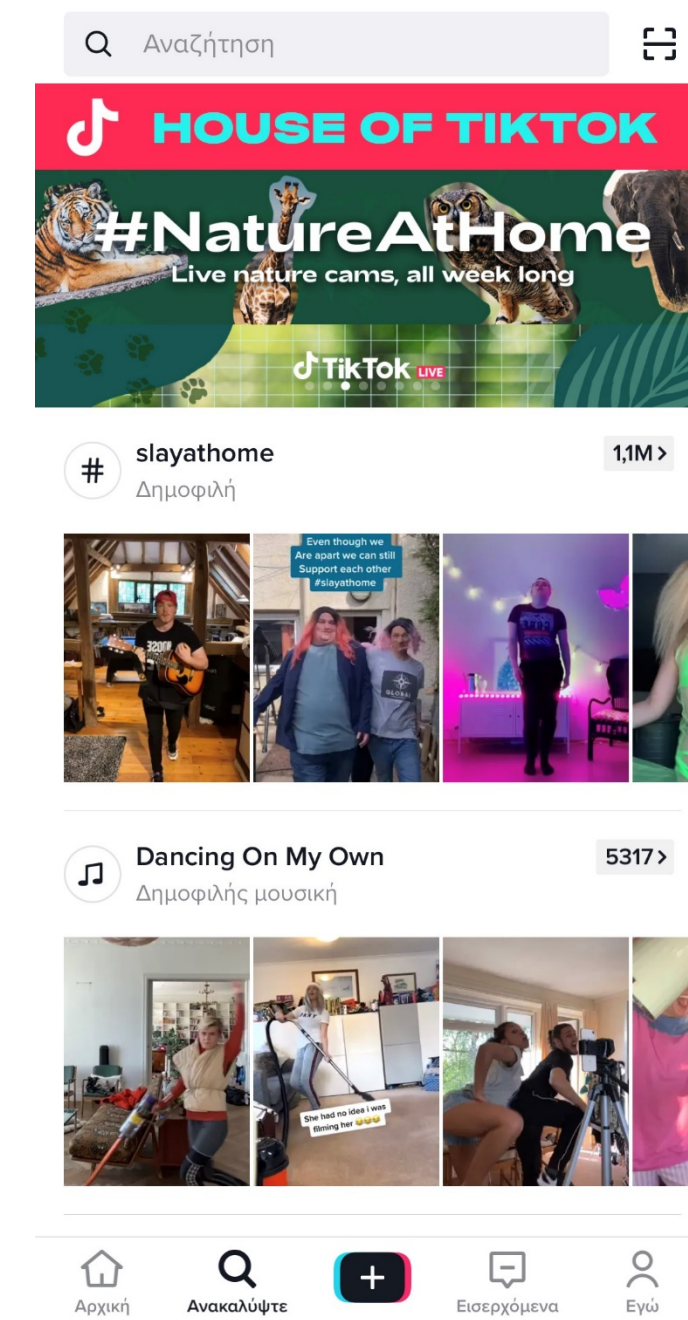 Αναζήτηση
HOUSE OF TIKTOK
#NatureAtHome
Live nature cams, all week long
TikTok LIVE
# slayathome 1,1M >
Δημοφιλή
Even though we
Are apart we can still
Support each other
#slayathome
GLOBAL
Dancing On My Own 5317 >
Δημοφιλής μουσική
She had no idea i was
filming her 😂😂😂
Αρχική Ανακαλύψτε Εισερχόμενα Εγώ